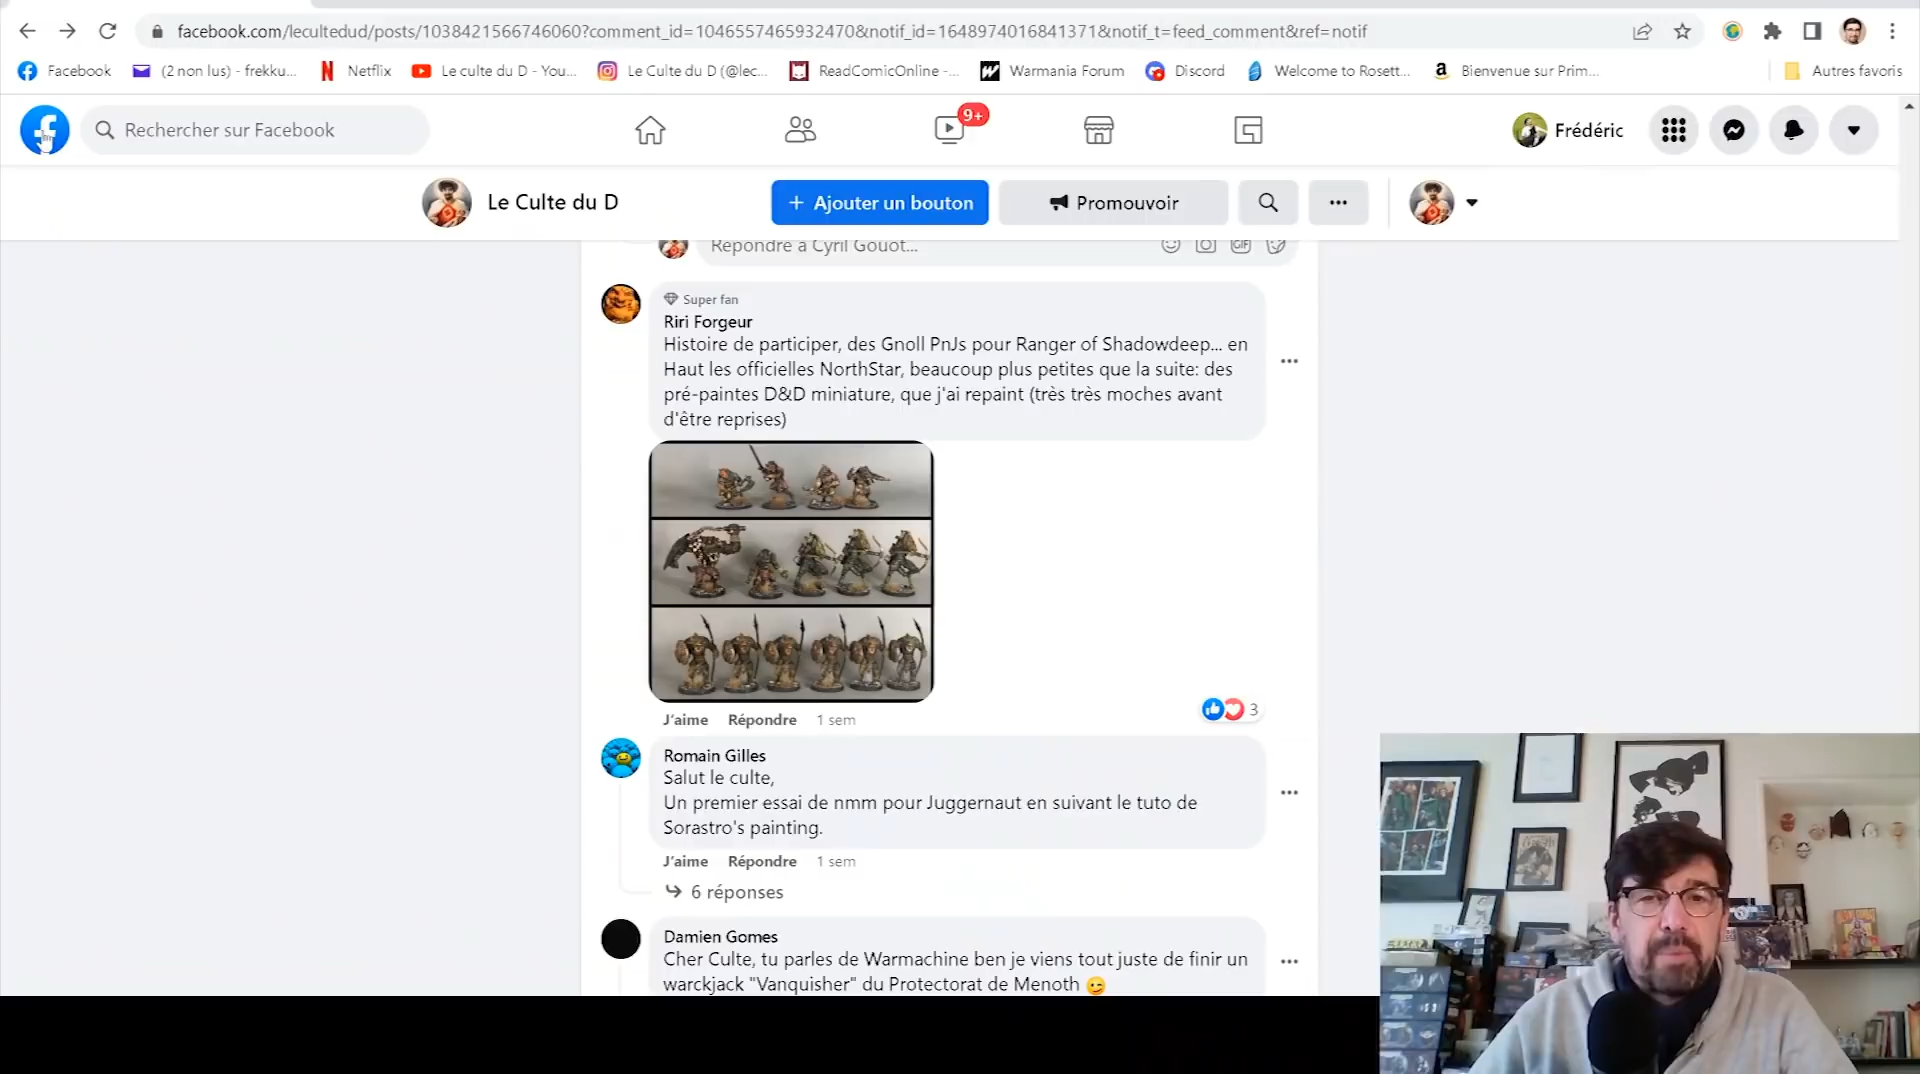 facebook.com/lecultedud/posts/1038421566746060?comment_id=1046557465932470&notif_id=1648974016841371&notif_t=feed_comment&ref=notif
Facebook
(2 non lus) - frekku...
Netflix
Le culte du D - You...
Le Culte du D (@lec...
ReadComicOnline -...
Warmania Forum
Discord
Welcome to Rosett...
Bienvenue sur Prim...
Autres favoris
Rechercher sur Facebook
9+
Frédéric
Le Culte du D
+ Ajouter un bouton
Promouvoir
Répondre à Cyril Gouot...
GIF
Super fan
Riri Forgeur
Histoire de participer, des Gnoll PnJs pour Ranger of Shadowdeep... en
Haut les officielles NorthStar, beaucoup plus petites que la suite: des
pré-paintes D&D miniature, que j'ai repaint (très très moches avant
d'être reprises)
J'aime Répondre 1 sem
3
Romain Gilles
Salut le culte,
Un premier essai de nmm pour Juggernaut en suivant le tuto de
Sorastro's painting.
J'aime Répondre 1 sem
6 réponses
Damien Gomes
Cher Culte, tu parles de Warmachine ben je viens tout juste de finir un
warckjack "Vanquisher" du Protectorat de Menoth 😉